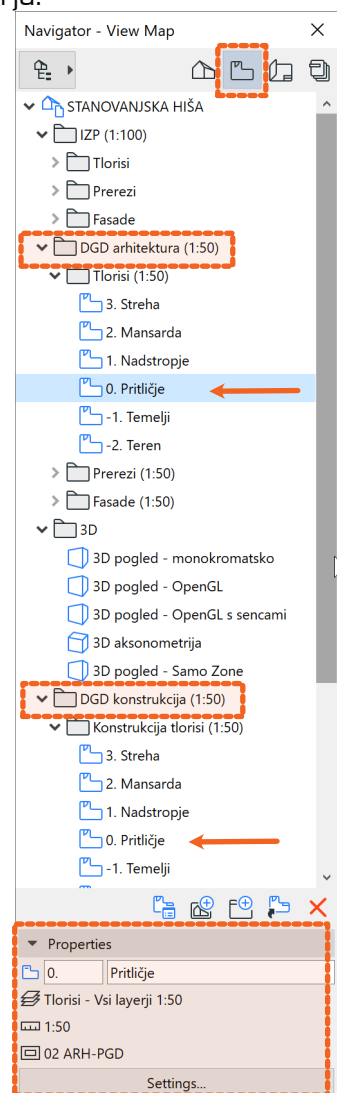 Navigator - View Map
STANOVANJSKA HIŠA
IZP (1:100)
Tlorisi
Prerezi
Fasade
DGD arhitektura (1:50)
Tlorisi (1:50)
3. Streha
2. Mansarda
1. Nadstropje
0. Pritličje
-1. Temelji
-2. Teren
Prerezi (1:50)
Fasade (1:50)
3D
3D pogled - monokromatsko
3D pogled - OpenGL
3D pogled - OpenGL s sencami
3D aksonometrija
3D pogled - Samo Zone
DGD konstrukcija (1:50)
Konstrukcija tlorisi (1:50)
3. Streha
2. Mansarda
1. Nadstropje
0. Pritličje
-1. Temelji
Properties
0. Pritličje
Tlorisi - Vsi layerji 1:50
1:50
02 ARH-PGD
Settings...